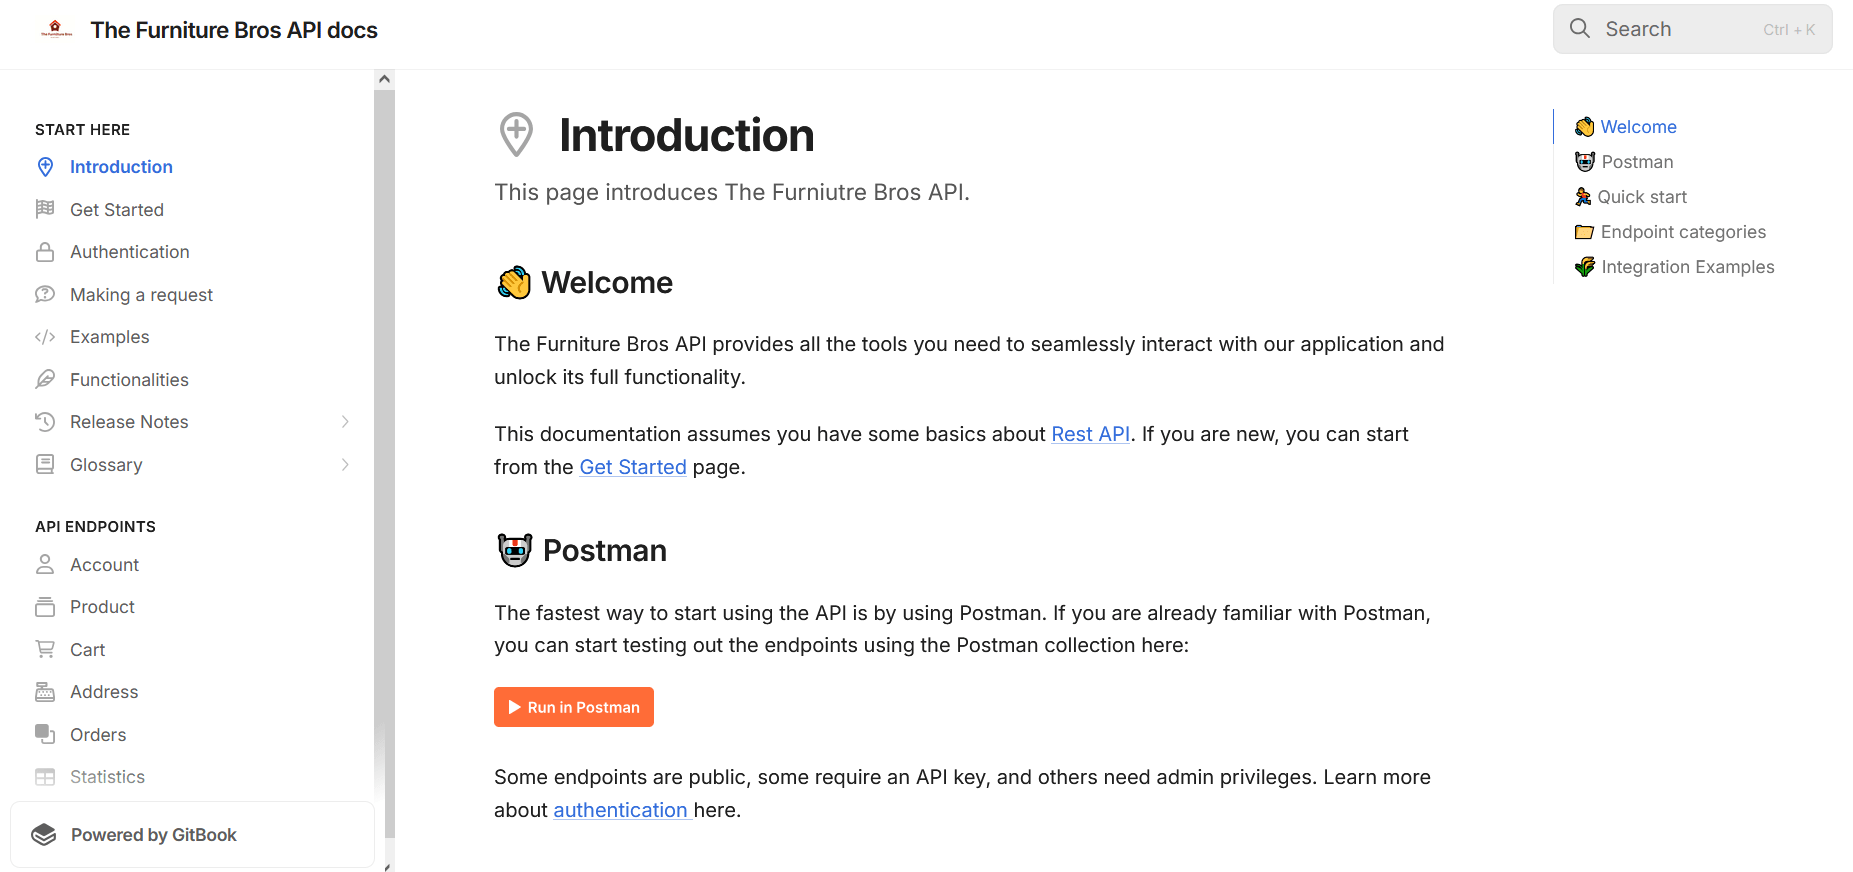 The Furniture Bros API docs
Search
Ctrl + K
START HERE
Introduction
Get Started
Authentication
Making a request
Examples
Functionalities
Release Notes
Glossary
API ENDPOINTS
Account
Product
Cart
Address
Orders
Statistics
Powered by GitBook
Introduction
This page introduces The Furniutre Bros API.
Welcome
The Furniture Bros API provides all the tools you need to seamlessly interact with our application and
unlock its full functionality.
This documentation assumes you have some basics about Rest API. If you are new, you can start
from the Get Started page.
Postman
The fastest way to start using the API is by using Postman. If you are already familiar with Postman,
you can start testing out the endpoints using the Postman collection here:
Run in Postman
Some endpoints are public, some require an API key, and others need admin privileges. Learn more
about authentication here.
Welcome
Postman
Quick start
Endpoint categories
Integration Examples